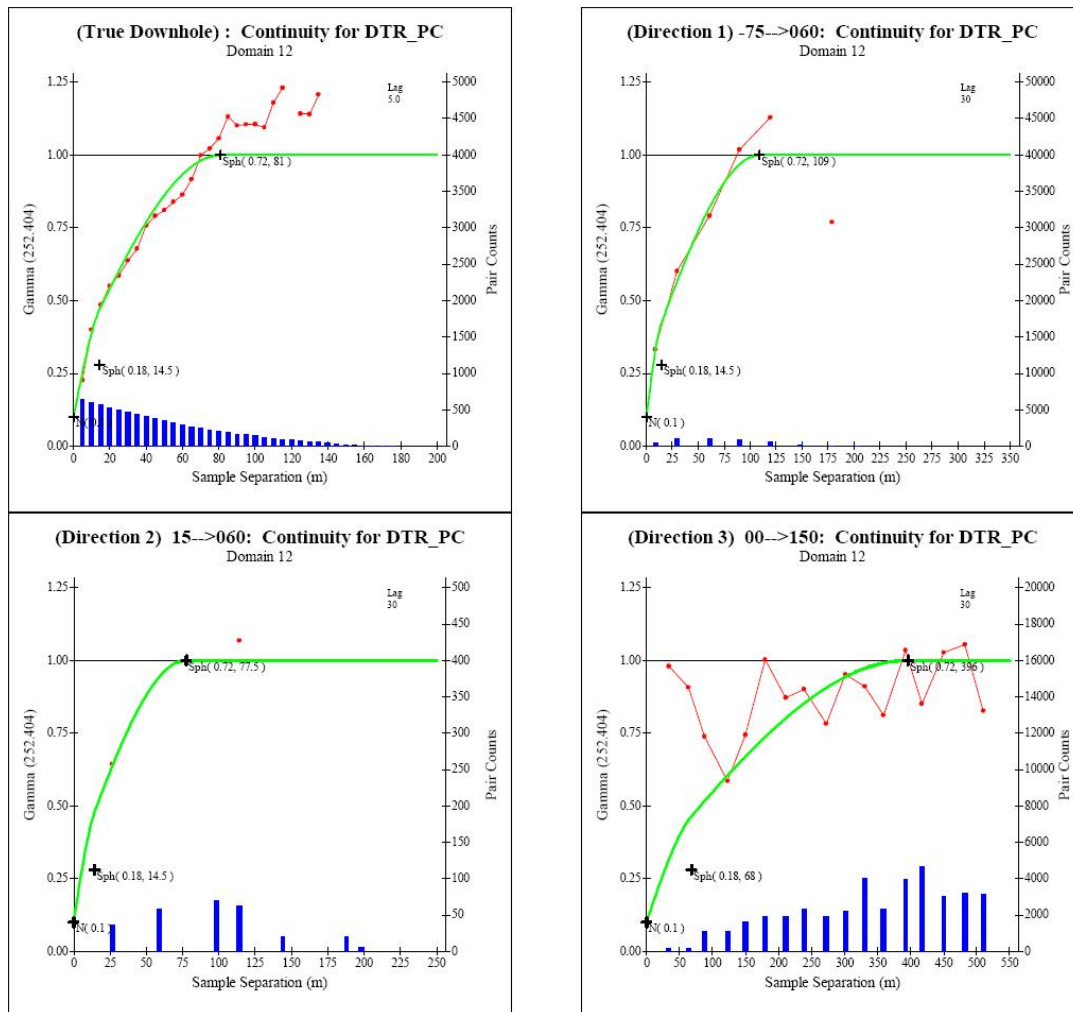 (True Downhole) : Continuity for DTR_PC
Domain 12
Lag
5.0
Gamma (252.404)
1.25
1.00
0.75
0.50
0.25
0.00
Sph( 0.72, 81 )
Sph( 0.18, 14.5 )
5000
4500
4000
3500
3000
2500
2000
1500
1000
500
0
Pair Counts
0 20 40 60 80 100 120 140 160 180 200
Sample Separation (m)
(Direction 1) -75-->060: Continuity for DTR_PC
Domain 12
Lag
30
Gamma (252.404)
1.25
1.00
0.75
0.50
0.25
0.00
Sph( 0.72, 109 )
Sph( 0.18, 14.5 )
N( 0.1 )
50000
45000
40000
35000
30000
25000
20000
15000
10000
5000
0
Pair Counts
0 25 50 75 100 125 150 175 200 225 250 275 300 325 350
Sample Separation (m)
(Direction 2) 15-->060: Continuity for DTR_PC
Domain 12
Lag
30
Gamma (252.404)
1.25
1.00
0.75
0.50
0.25
0.00
Sph( 0.72, 77.5 )
Sph( 0.18, 14.5 )
N( 0.1 )
500
450
400
350
300
250
200
150
100
50
0
Pair Counts
0 25 50 75 100 125 150 175 200 225 250
Sample Separation (m)
(Direction 3) 00-->150: Continuity for DTR_PC
Domain 12
Lag
30
Gamma (252.404)
1.25
1.00
0.75
0.50
0.25
0.00
Sph( 0.72, 396 )
Sph( 0.18, 68 )
N( 0.1 )
20000
18000
16000
14000
12000
10000
8000
6000
4000
2000
0
Pair Counts
0 50 100 150 200 250 300 350 400 450 500 550
Sample Separation (m)